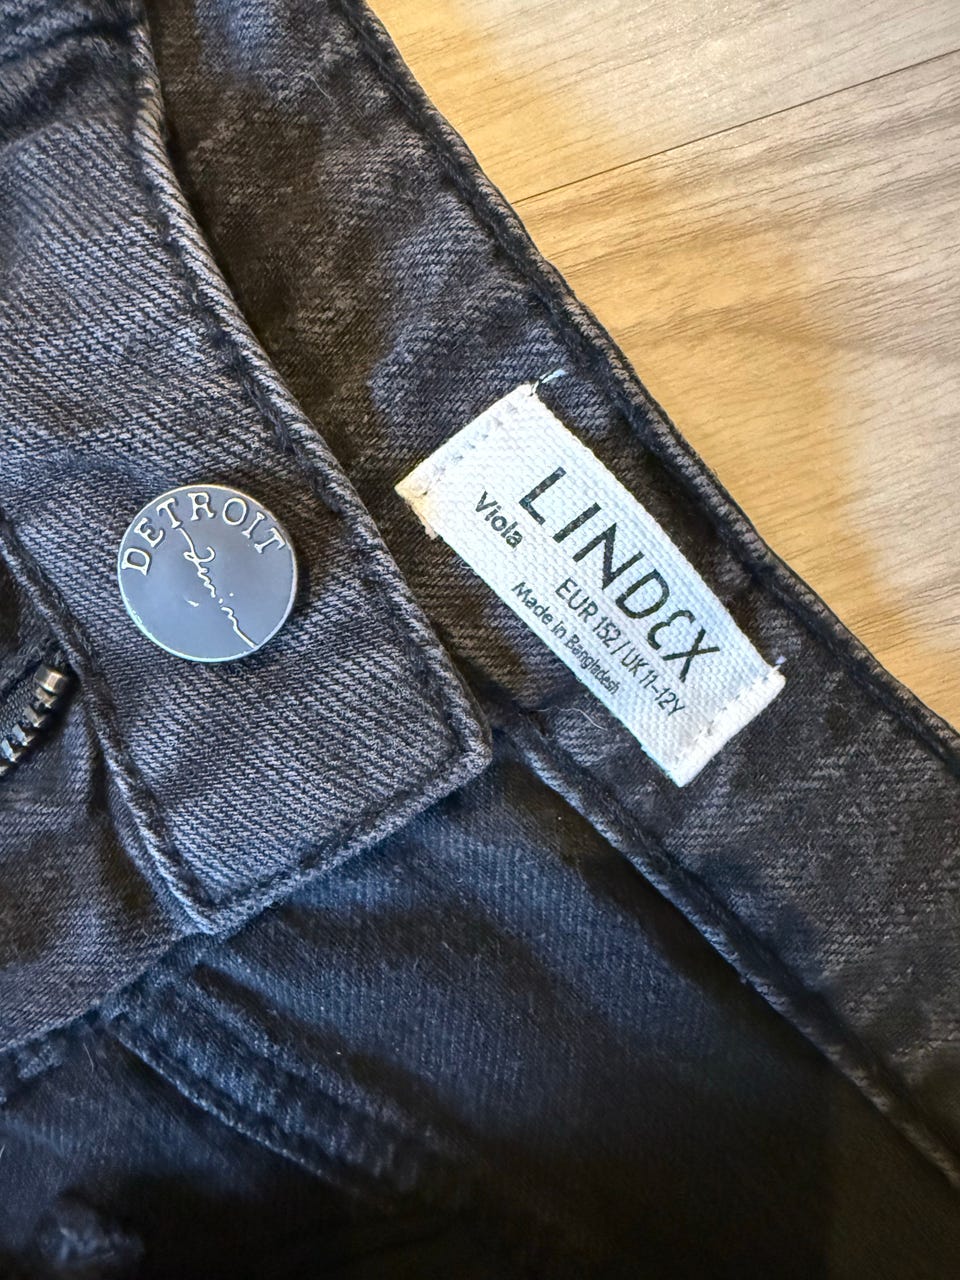 DETROIT
Denim
LINDEX
Viola
EUR 152 / UK 11-12Y
Made in Bangladesh